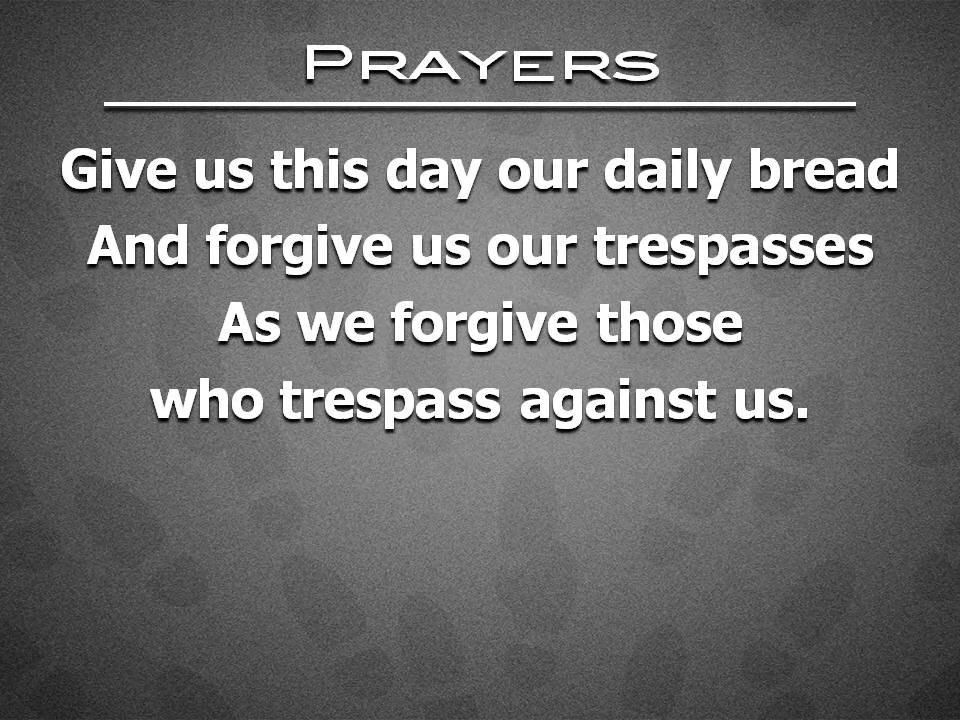 Prayers
Give us this day our daily bread
And forgive us our trespasses
As we forgive those
who trespass against us.